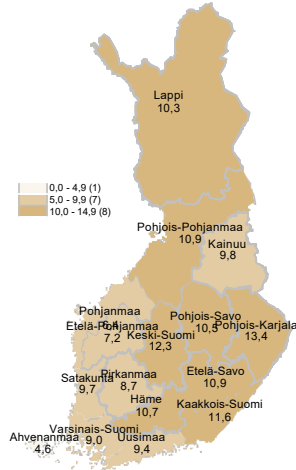 Lappi
10,3
0,0 - 4,9 (1)
5,0 - 9,9 (7)
10,0 - 14,9 (8)
Pohjois-Pohjanmaa
10,9
Kainuu
9,8
Pohjanmaa
Etelä-Pohjanmaa
7,2
Keski-Suomi
12,3
Pohjois-Savo
10,5
Pohjois-Karjala
13,4
Satakunta
9,7
Pirkanmaa
8,7
Etelä-Savo
10,9
Häme
10,7
Kaakkois-Suomi
11,6
Varsinais-Suomi
9,0
Ahvenanmaa
4,6
Uusimaa
9,4